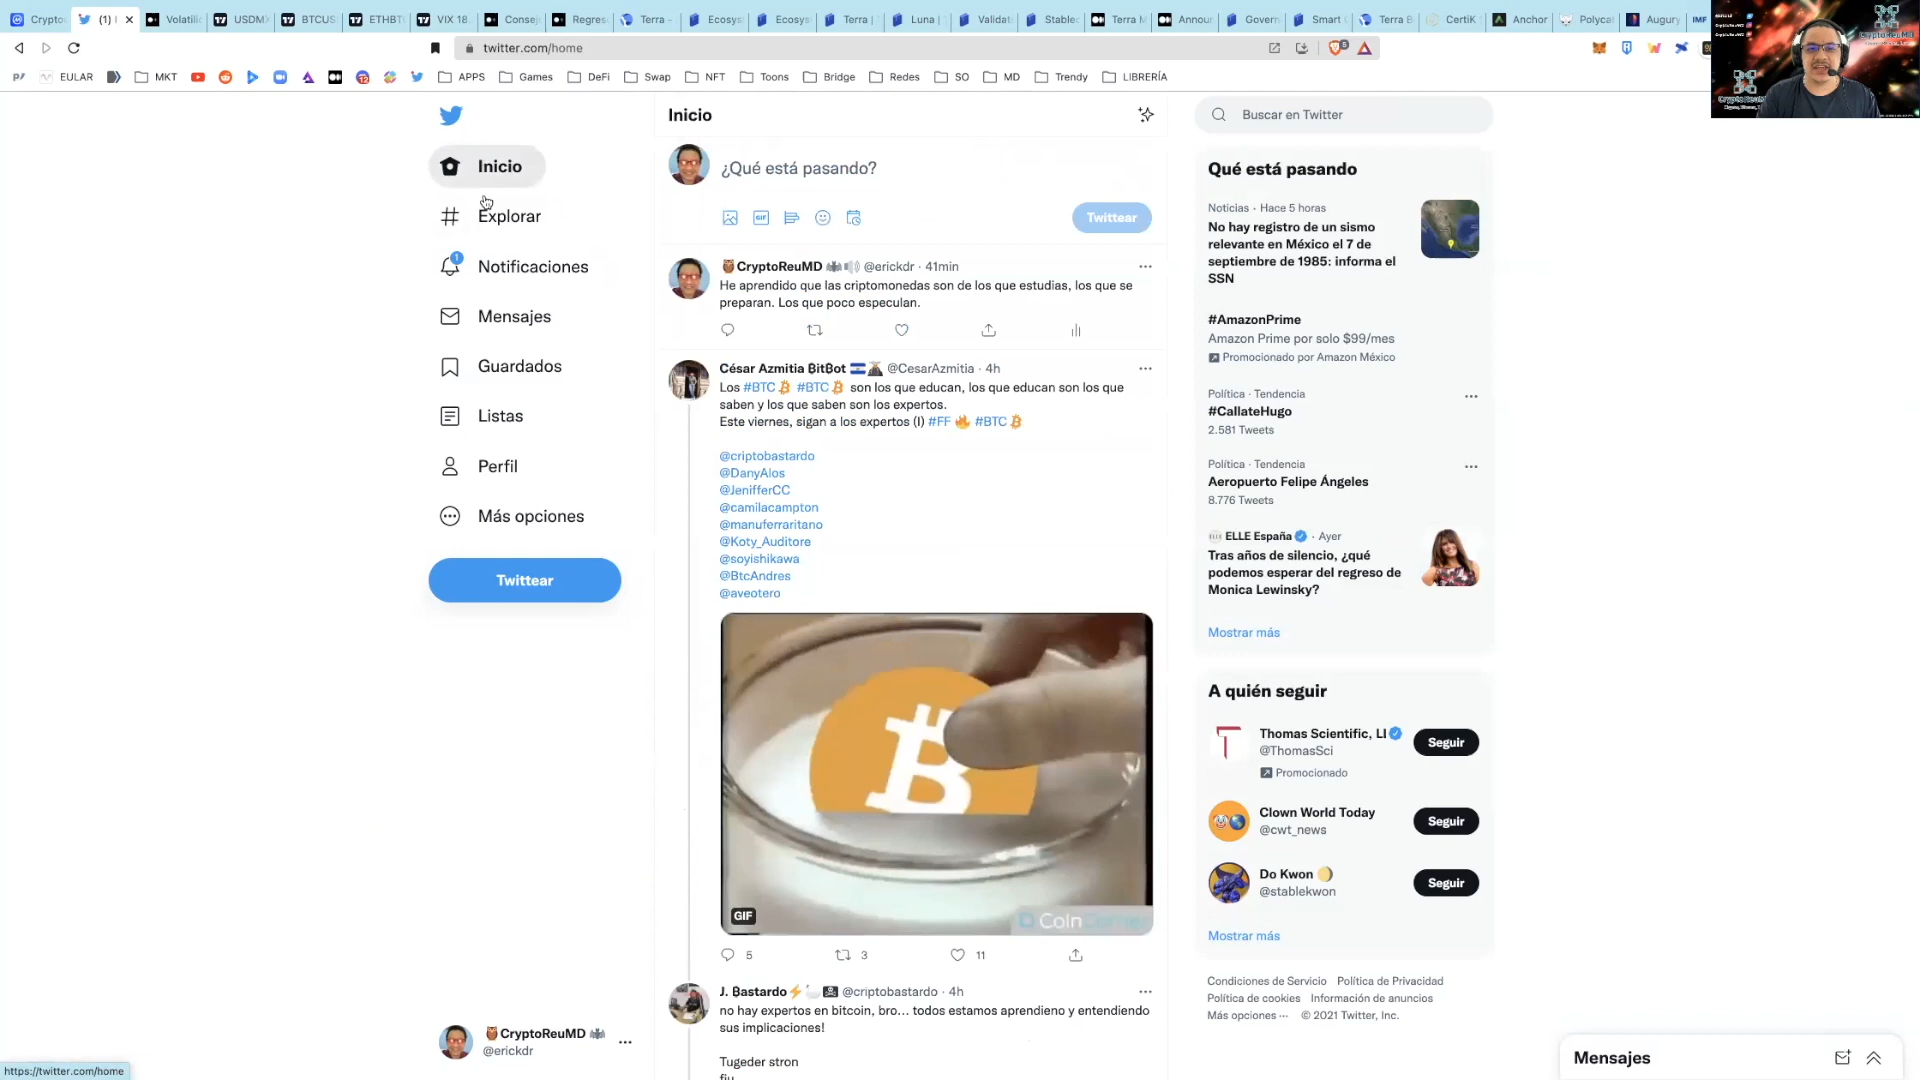 Crypto
(1)
Volatilic
USDM
BTCUS
ETHBT
VIX 18.
Consej
Regres
Terra -
Ecosys
Ecosys
Terra |
Luna |
Validat
Stablec
Terra M
Annou
Govern
Smart
Terra B
CertiK
Anchor
Polyca
Augury
IMF
twitter.com/home
EULAR
MKT
APPS
Games
DeFi
Swap
NFT
Toons
Bridge
Redes
SO
MD
Trendy
LIBRERÍA
Inicio
Explorar
Notificaciones
1
Mensajes
Guardados
Listas
Perfil
Más opciones
Twittear
CryptoReuMD
@erickdr
https://twitter.com/home
Inicio
¿Qué está pasando?
GIF
Twittear
CryptoReuMD @erickdr · 41min
He aprendido que las criptomonedas son de los que estudias, los que se
preparan. Los que poco especulan.
César Azmitia ₿it₿ot @CesarAzmitia · 4h
Los #BTC #BTC son los que educan, los que educan son los que
saben y los que saben son los expertos.
Este viernes, sigan a los expertos (I) #FF #BTC
@criptobastardo
@DanyAlos
@JenifferCC
@camilacampton
@manuferraritano
@Koty_Auditore
@soyishikawa
@BtcAndres
@aveotero
GIF
CoinCorner
5
3
11
J. ₿astardo @criptobastardo · 4h
no hay expertos en bitcoin, bro... todos estamos aprendieno y entendiendo
sus implicaciones!
Tugeder stron
fiu
Buscar en Twitter
Qué está pasando
Noticias · Hace 5 horas
No hay registro de un sismo
relevante en México el 7 de
septiembre de 1985: informa el
SSN
#AmazonPrime
Amazon Prime por solo $99/mes
Promocionado por Amazon México
Política · Tendencia
#CallateHugo
2.581 Tweets
Política · Tendencia
Aeropuerto Felipe Ángeles
8.776 Tweets
ELLE España · Ayer
Tras años de silencio, ¿qué
podemos esperar del regreso de
Monica Lewinsky?
Mostrar más
A quién seguir
Thomas Scientific, LI
@ThomasSci
Promocionado
Seguir
Clown World Today
@cwt_news
Seguir
Do Kwon
@stablekwon
Seguir
Mostrar más
Condiciones de Servicio Política de Privacidad
Política de cookies Información de anuncios
Más opciones ··· © 2021 Twitter, Inc.
Mensajes
CryptoReuMD